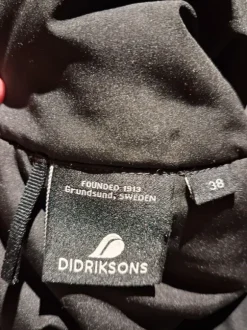 FOUNDED 1913
Grundsund, SWEDEN
38
DIDRIKSONS